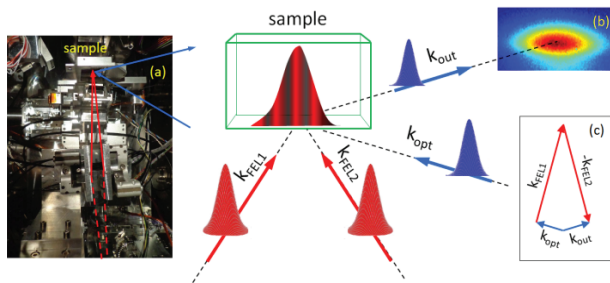 sample
sample
(a)
(b)
k_out
k_opt
k_FEL1
k_FEL2
(c)
k_FEL1
-k_FEL2
k_opt
k_out